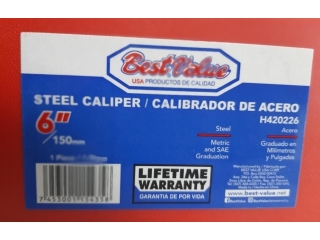 Best Value
USA PRODUCTOS DE CALIDAD
STEEL CALIPER / CALIBRADOR DE ACERO
6"
/150mm
H420226
Steel
Acero
Metric
and SAE
Graduation
Graduado en
Milímetros
y Pulgadas
LIFETIME
WARRANTY
GARANTIA DE POR VIDA
www.best-value.net